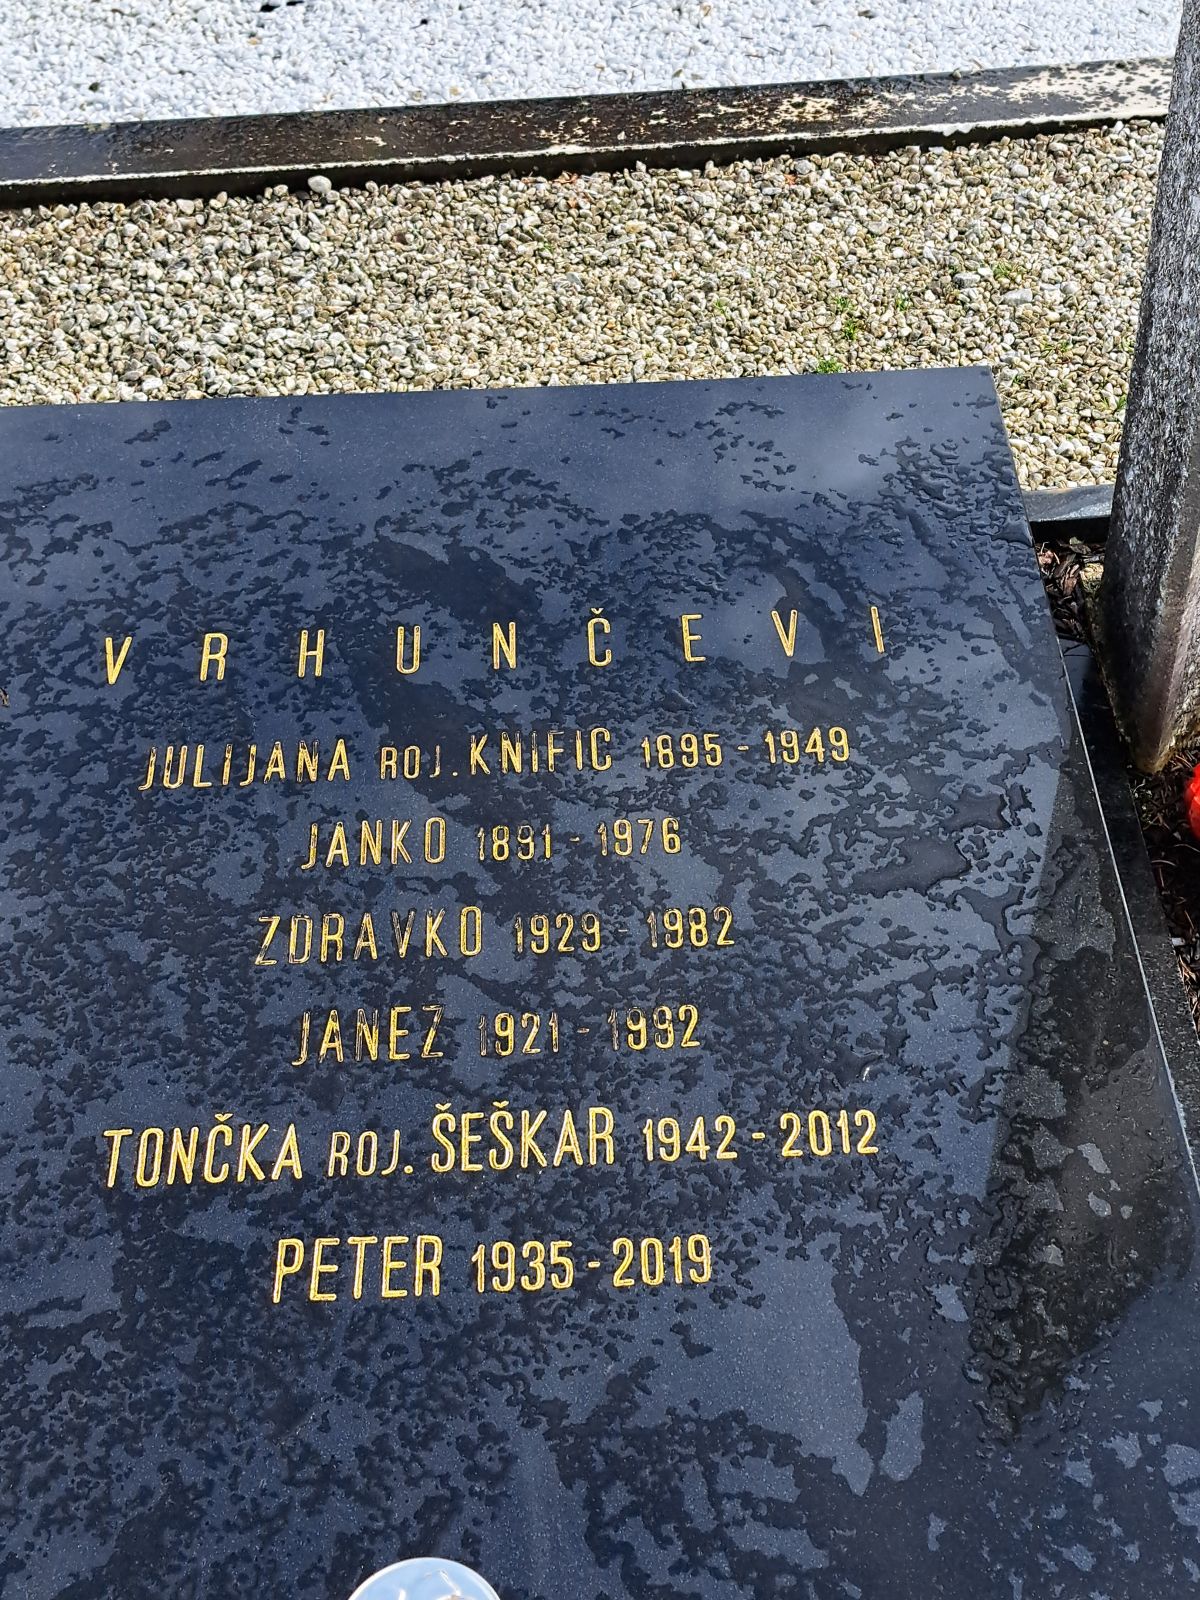 VRHUNČEVI
JULIJANA ROJ. KNIFIC 1895 - 1949
JANKO 1891 - 1976
ZDRAVKO 1929 - 1982
JANEZ 1921 - 1992
TONČKA ROJ. ŠEŠKAR 1942 - 2012
PETER 1935 - 2019